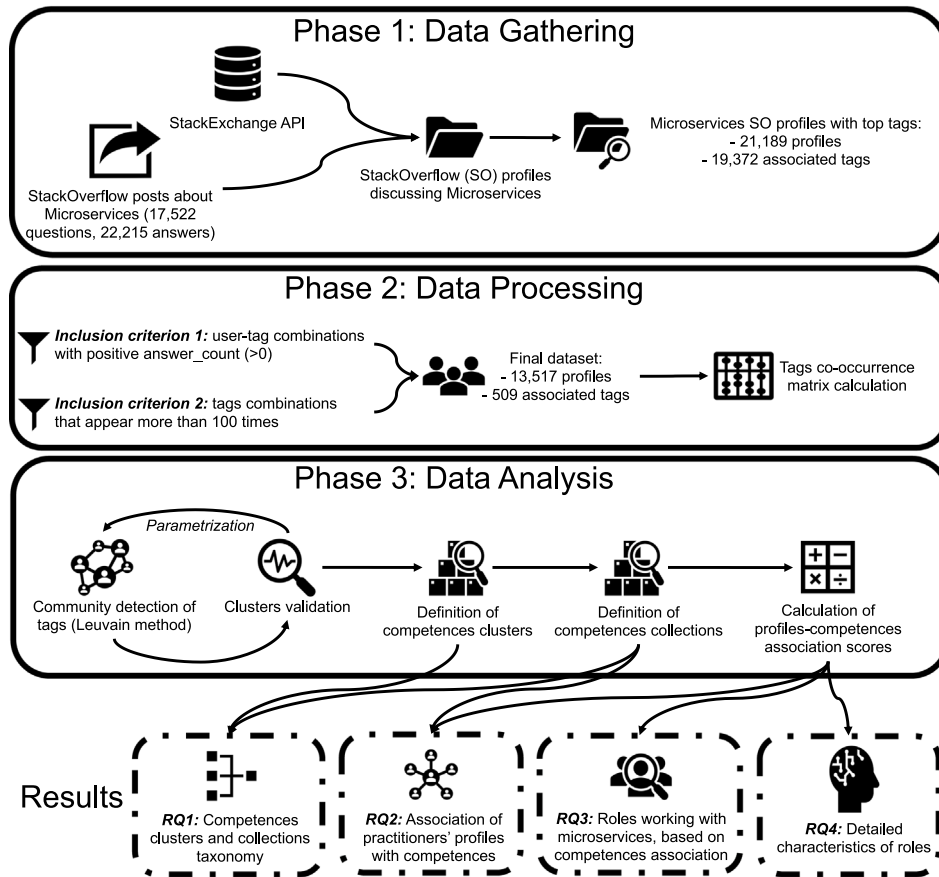 Phase 1: Data Gathering
StackExchange API
StackOverflow posts about
Microservices (17,522
questions, 22,215 answers)
StackOverflow (SO) profiles
discussing Microservices
Microservices SO profiles with top tags:
- 21,189 profiles
- 19,372 associated tags
Phase 2: Data Processing
Inclusion criterion 1: user-tag combinations
with positive answer_count (>0)
Inclusion criterion 2: tags combinations
that appear more than 100 times
Final dataset:
- 13,517 profiles
- 509 associated tags
Tags co-occurrence
matrix calculation
Phase 3: Data Analysis
Parametrization
Community detection of
tags (Leuvain method)
Clusters validation
Definition of
competences clusters
Definition of
competences collections
Calculation of
profiles-competences
association scores
Results
RQ1: Competences
clusters and collections
taxonomy
RQ2: Association of
practitioners' profiles
with competences
RQ3: Roles working with
microservices, based on
competences association
RQ4: Detailed
characteristics of roles